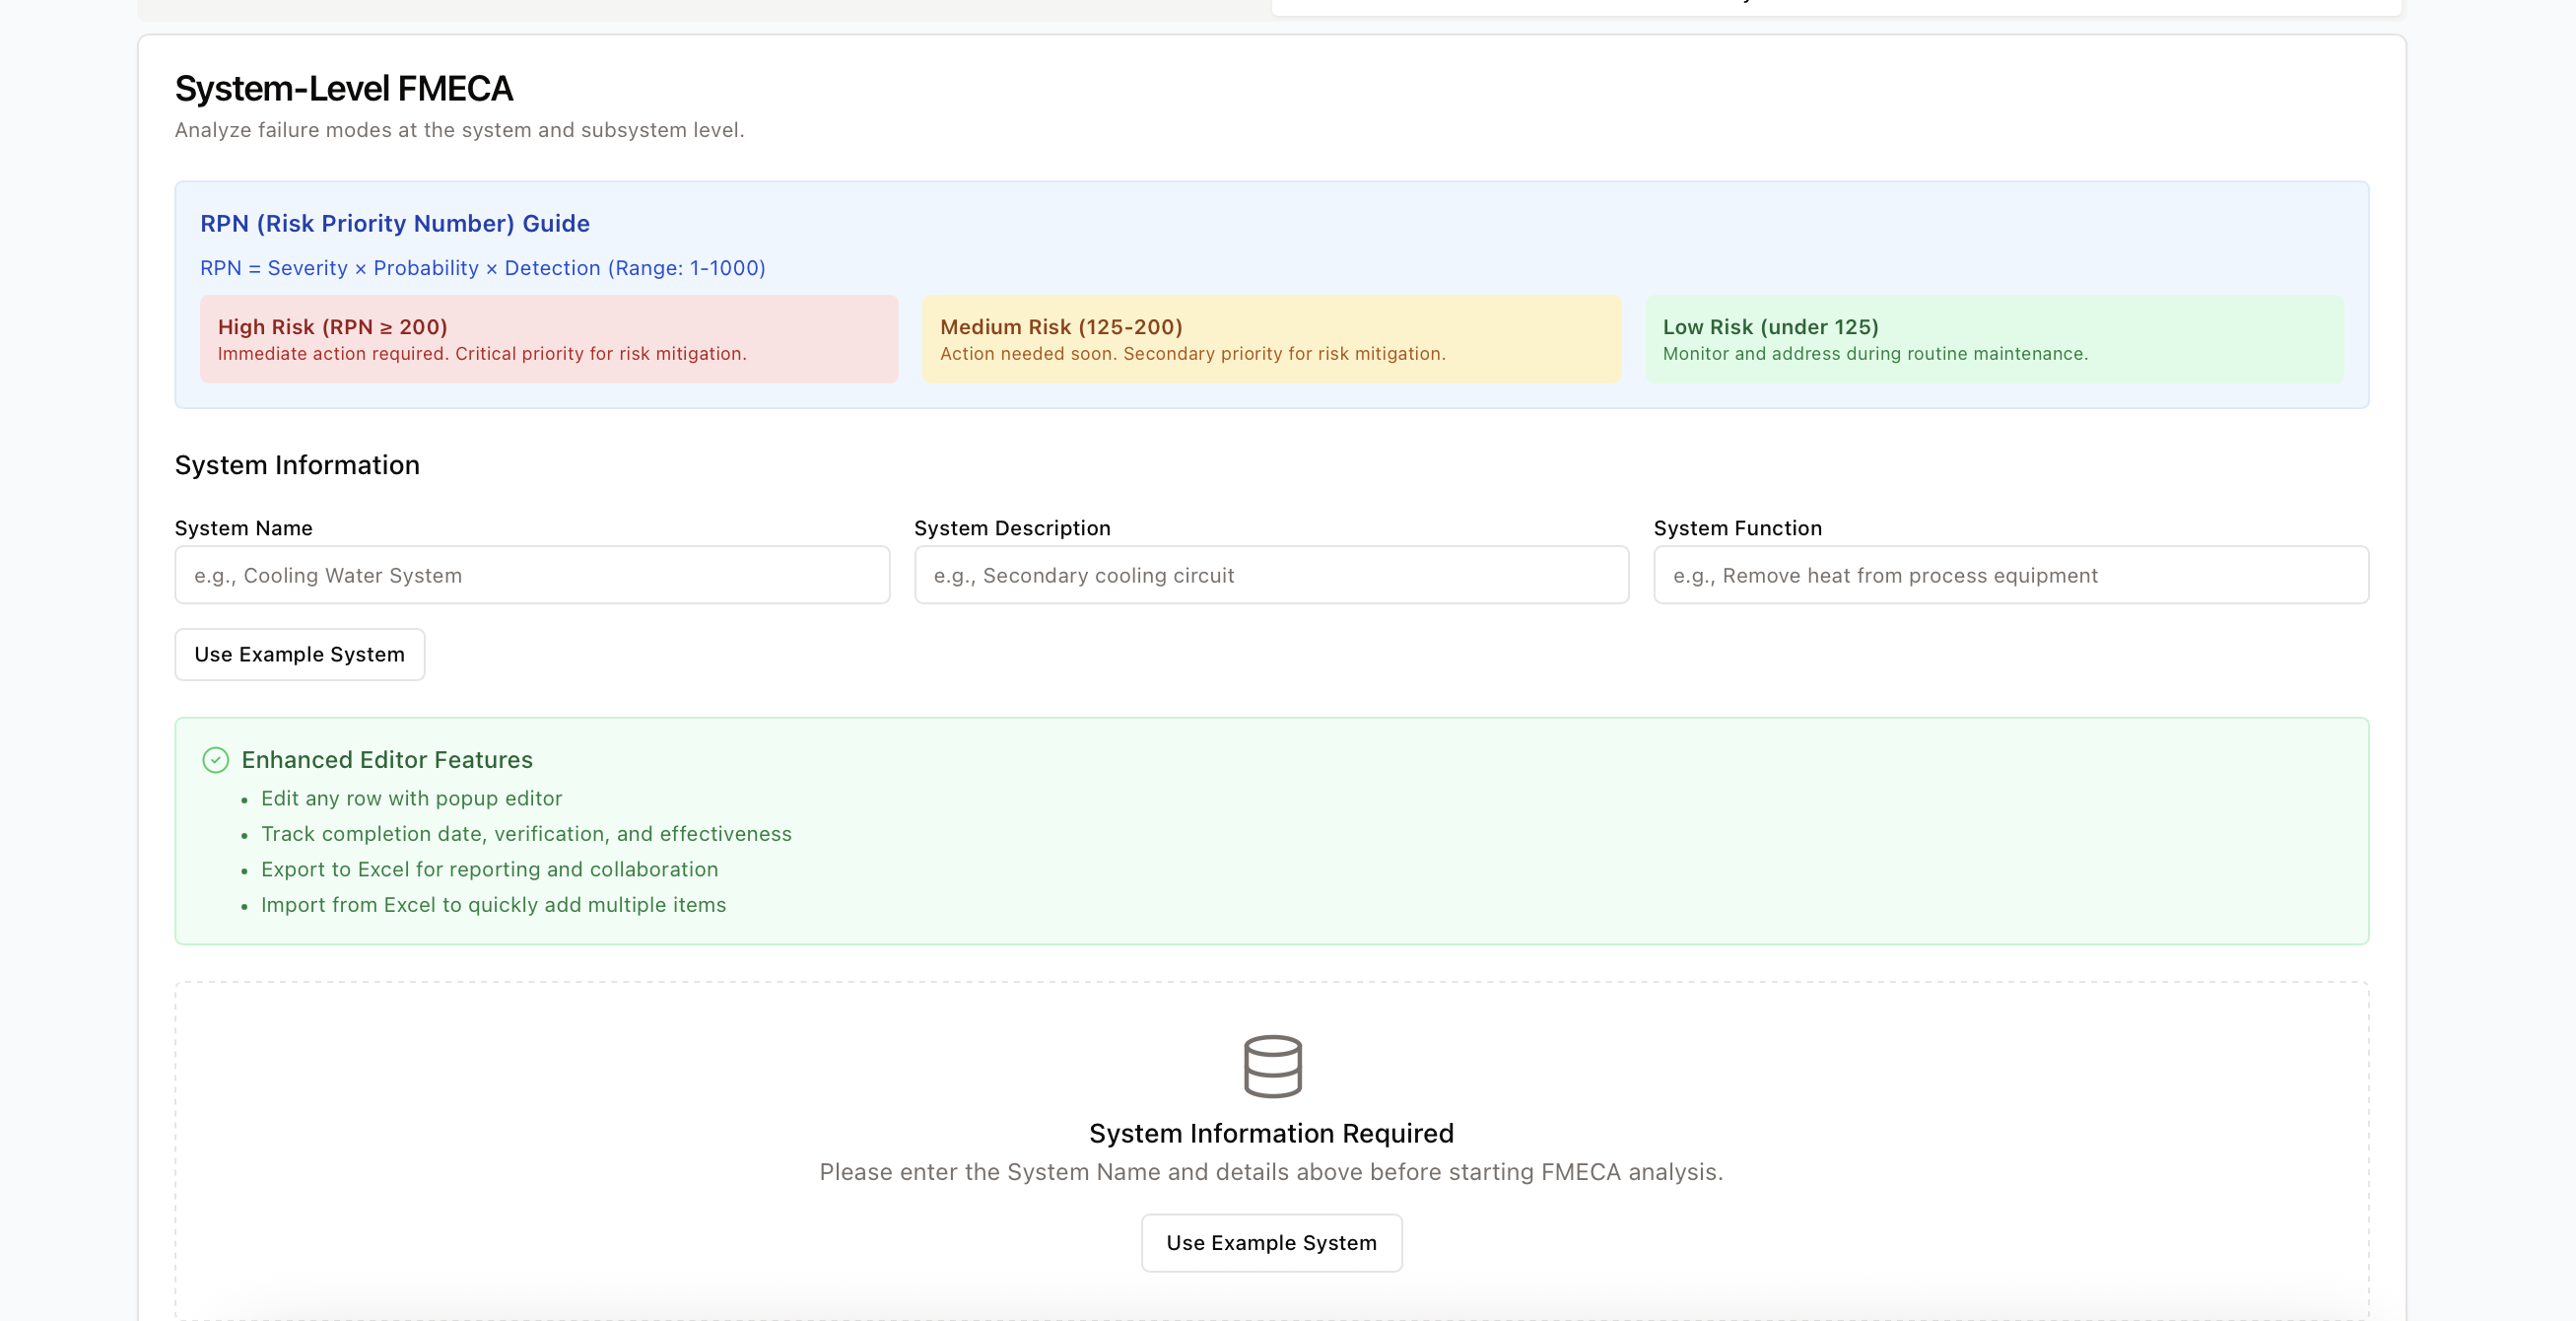 System-Level FMECA
Analyze failure modes at the system and subsystem level.
RPN (Risk Priority Number) Guide
RPN = Severity × Probability × Detection (Range: 1-1000)
High Risk (RPN ≥ 200)
Immediate action required. Critical priority for risk mitigation.
Medium Risk (125-200)
Action needed soon. Secondary priority for risk mitigation.
Low Risk (under 125)
Monitor and address during routine maintenance.
System Information
System Name
e.g., Cooling Water System
System Description
e.g., Secondary cooling circuit
System Function
e.g., Remove heat from process equipment
Use Example System
Enhanced Editor Features
• Edit any row with popup editor
• Track completion date, verification, and effectiveness
• Export to Excel for reporting and collaboration
• Import from Excel to quickly add multiple items
System Information Required
Please enter the System Name and details above before starting FMECA analysis.
Use Example System